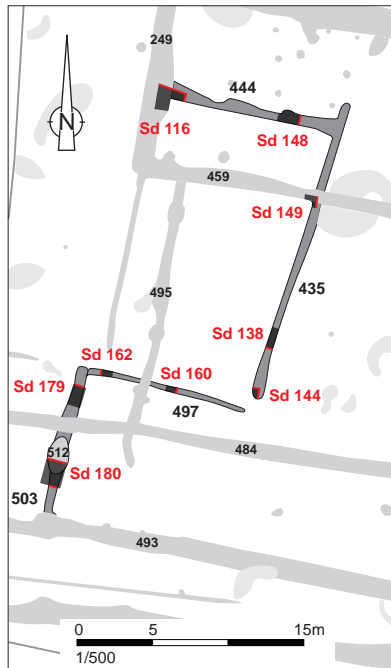 249
444
N
Sd 116
Sd 148
459
Sd 149
495
435
Sd 138
Sd 162
Sd 160
Sd 179
Sd 144
497
484
512
Sd 180
503
493
0 5 15m
1/500